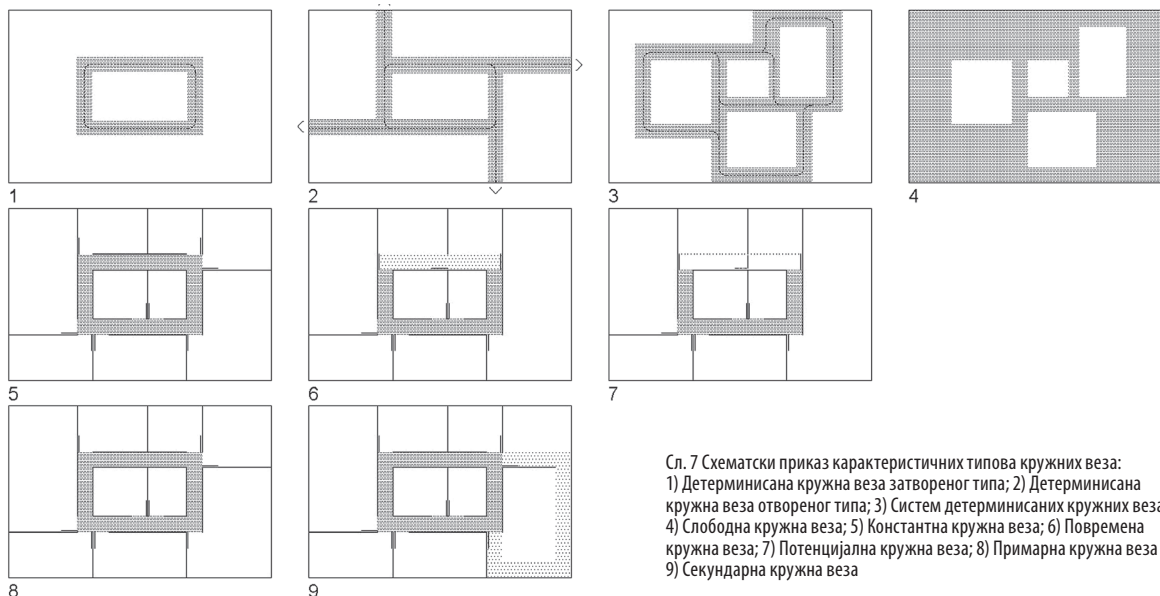 1
2
3
4
5
6
7
8
9
Сл. 7 Схематски приказ карактеристичних типова кружних веза:
1) Детерминисана кружна веза затвореног типа; 2) Детерминисана
кружна веза отвореног типа; 3) Систем детерминисаних кружних веза
4) Слободна кружна веза; 5) Константна кружна веза; 6) Повремена
кружна веза; 7) Потенцијална кружна веза; 8) Примарна кружна веза
9) Секундарна кружна веза